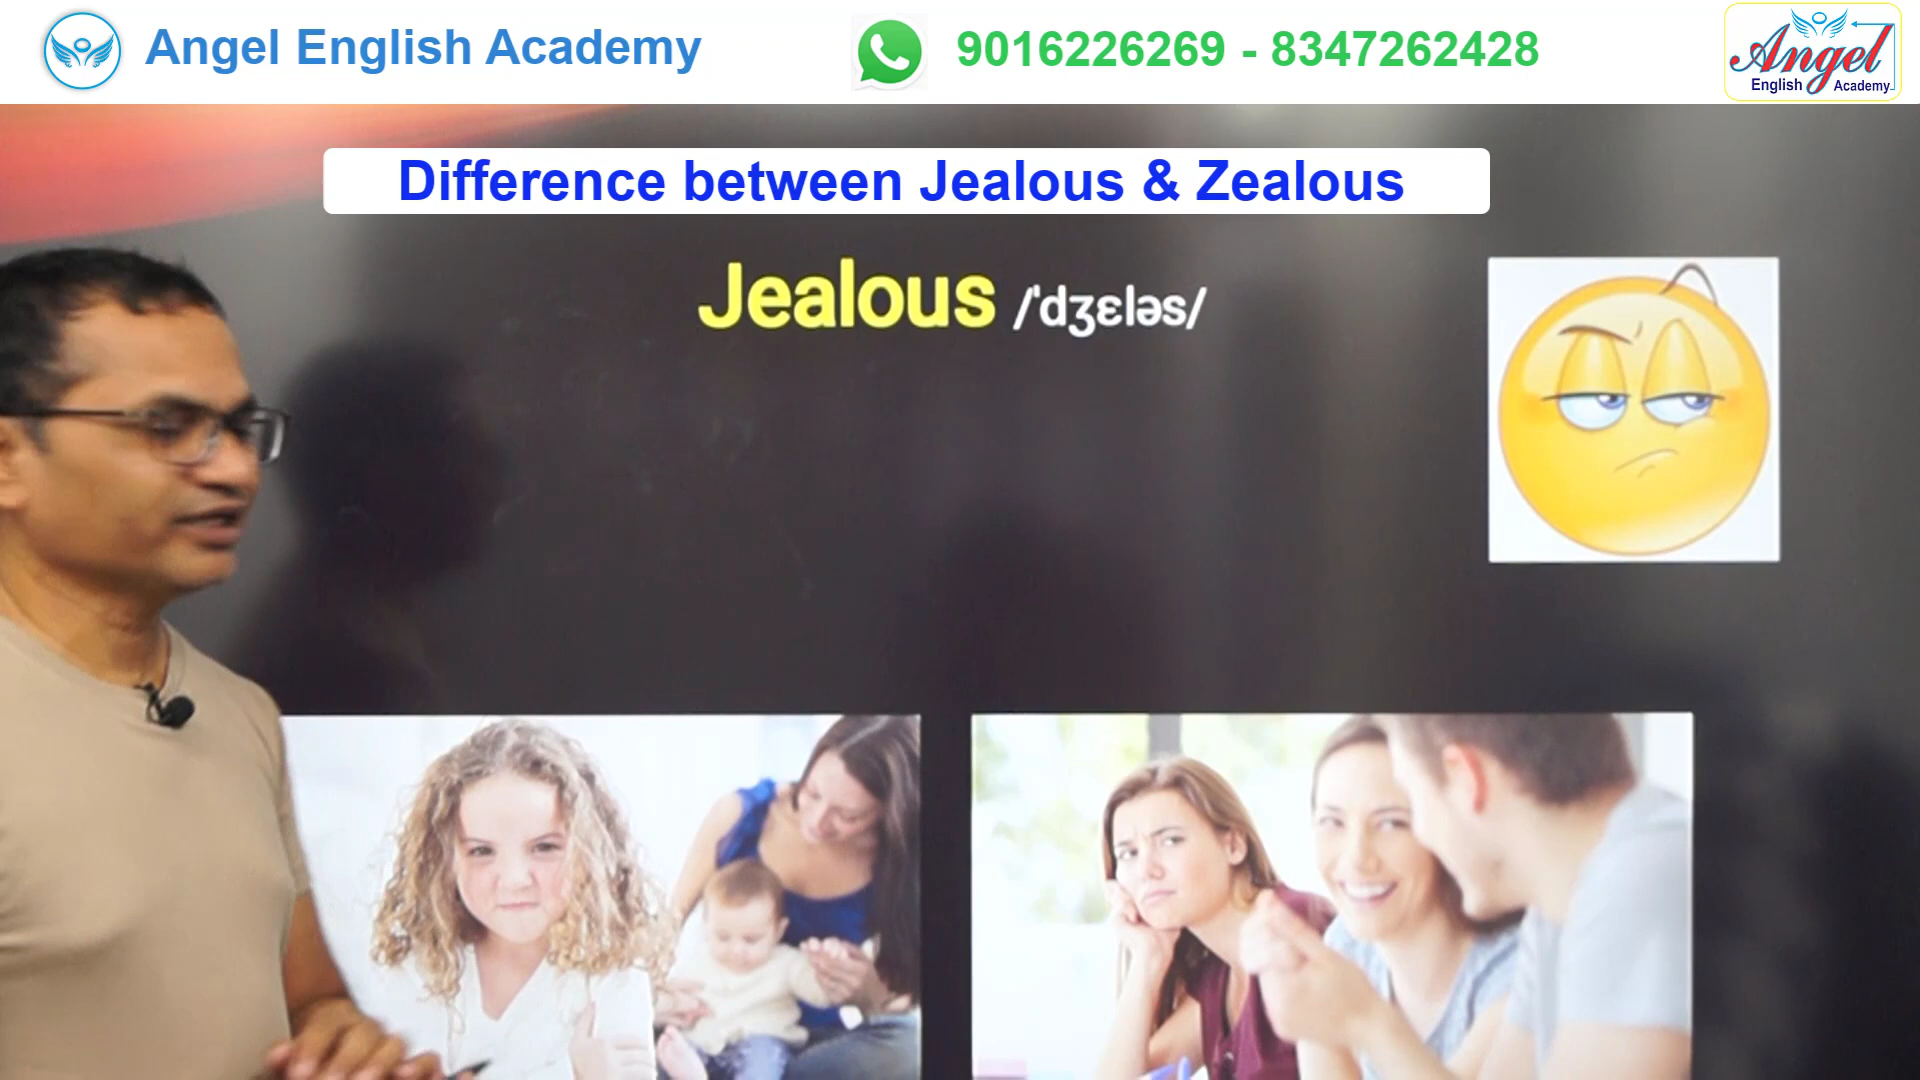 Angel English Academy
9016226269 - 8347262428
Angel
English Academy
Difference between Jealous & Zealous
Jealous /ˈdʒɛləs/